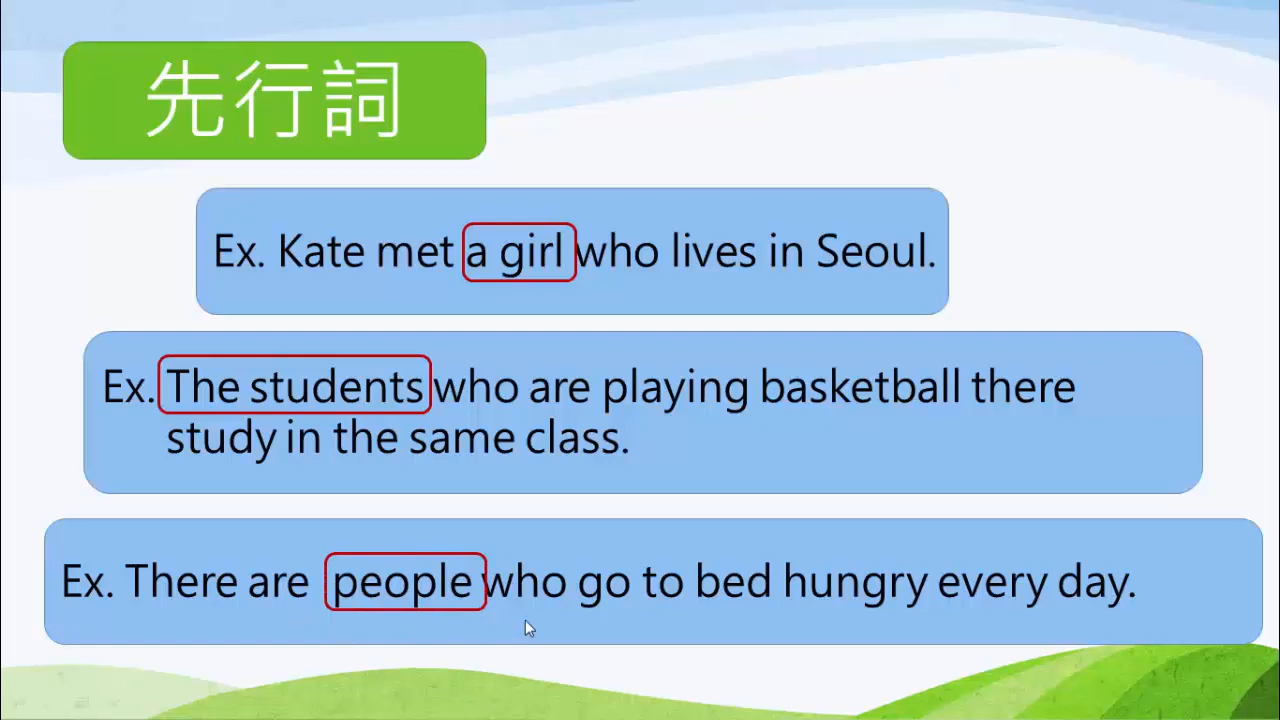 先行詞
Ex. Kate met a girl who lives in Seoul.
Ex. The students who are playing basketball there
study in the same class.
Ex. There are people who go to bed hungry every day.